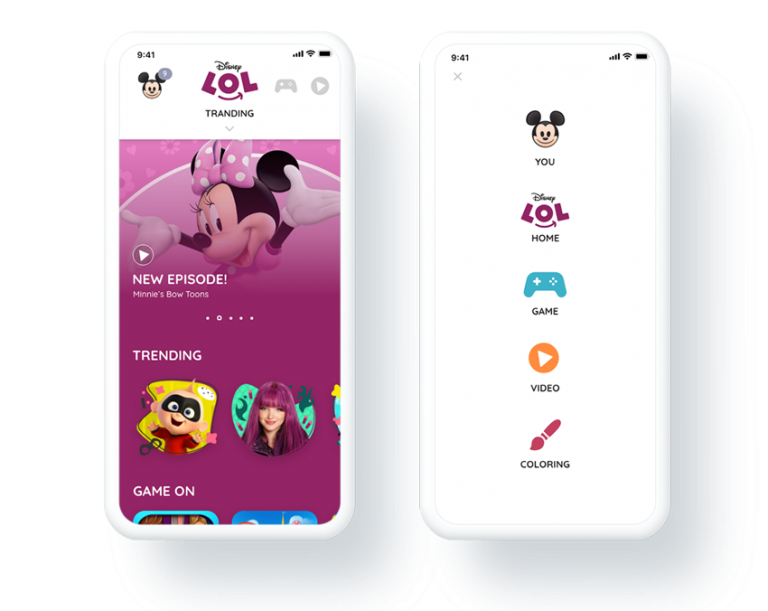 9:41
9
Disney
LOL
TRANDING
NEW EPISODE!
Minnie's Bow Toons
TRENDING
GAME ON
9:41
YOU
Disney
LOL
HOME
GAME
VIDEO
COLORING